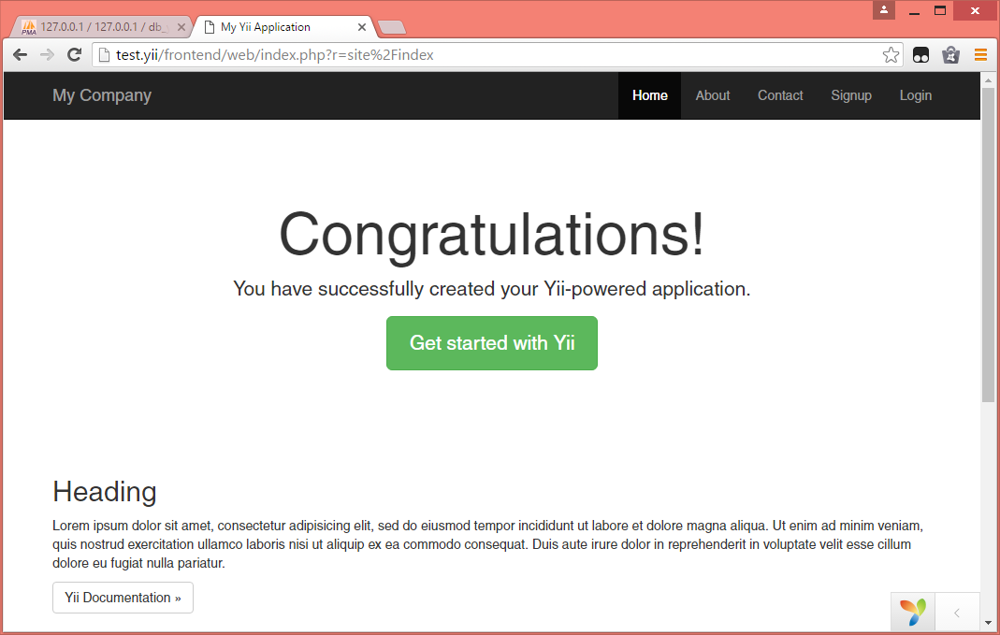 127.0.0.1 / 127.0.0.1 / db_
My Yii Application
test.yii/frontend/web/index.php?r=site%2Findex
My Company
Home
About
Contact
Signup
Login
Congratulations!
You have successfully created your Yii-powered application.
Get started with Yii
Heading
Lorem ipsum dolor sit amet, consectetur adipisicing elit, sed do eiusmod tempor incididunt ut labore et dolore magna aliqua. Ut enim ad minim veniam,
quis nostrud exercitation ullamco laboris nisi ut aliquip ex ea commodo consequat. Duis aute irure dolor in reprehenderit in voluptate velit esse cillum
dolore eu fugiat nulla pariatur.
Yii Documentation »